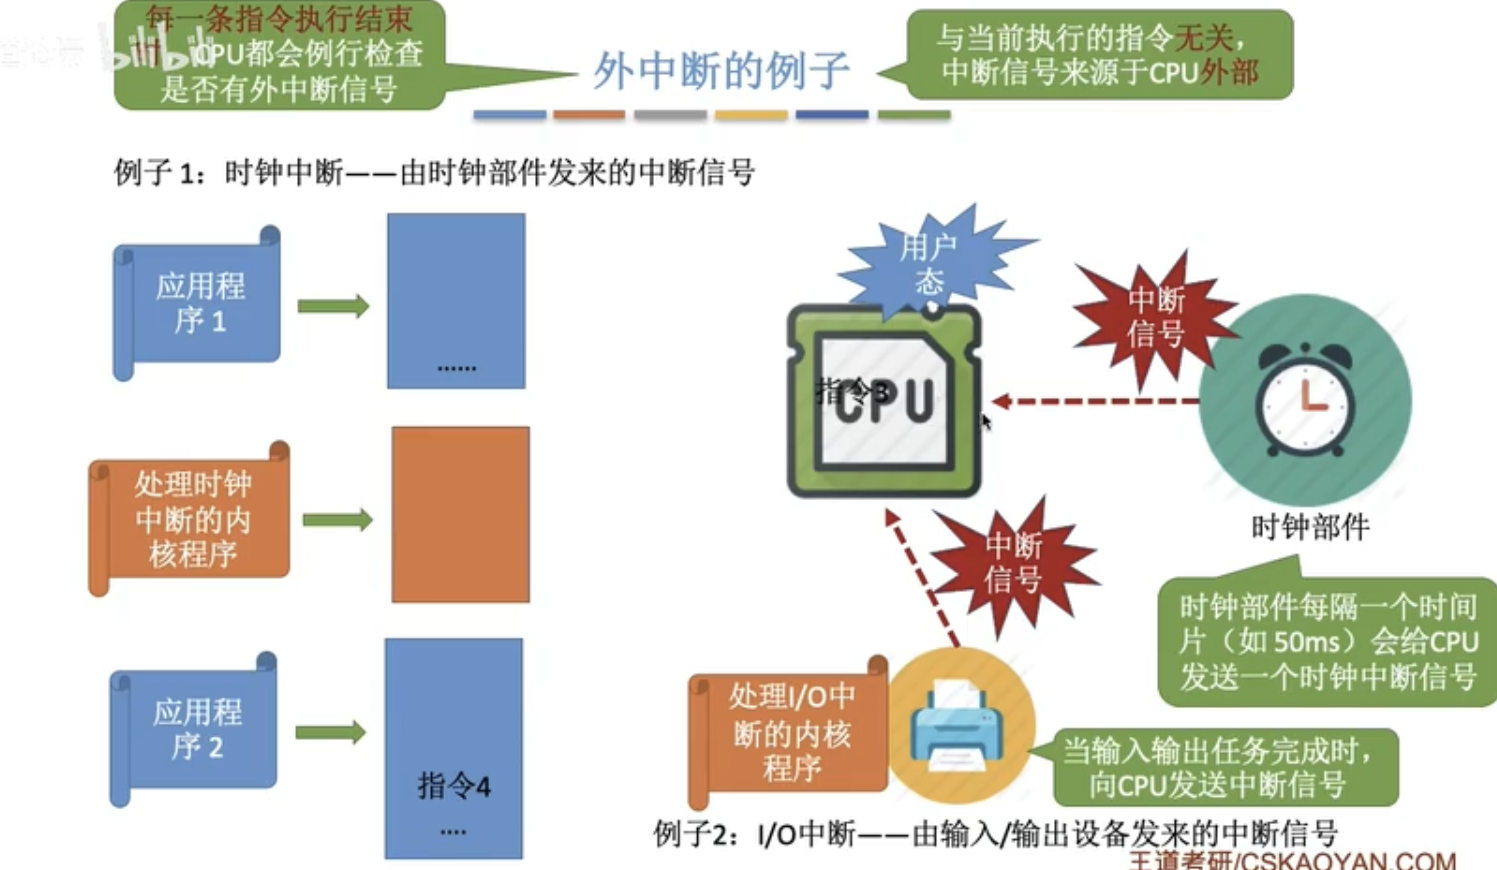 每一条指令执行结束
时，CPU都会例行检查
是否有外中断信号
bilibili
外中断的例子
与当前执行的指令无关，
中断信号来源于CPU外部
例子 1：时钟中断——由时钟部件发来的中断信号
应用程
序 1
......
用户
态
中断
信号
指令3
CPU
处理时钟
中断的内
核程序
时钟部件
中断
信号
时钟部件每隔一个时间
片（如 50ms）会给CPU
发送一个时钟中断信号
应用程
序 2
指令4
....
处理I/O中
断的内核
程序
当输入输出任务完成时，
向CPU发送中断信号
例子2：I/O中断——由输入/输出设备发来的中断信号
王道考研/CSKAOYAN.COM